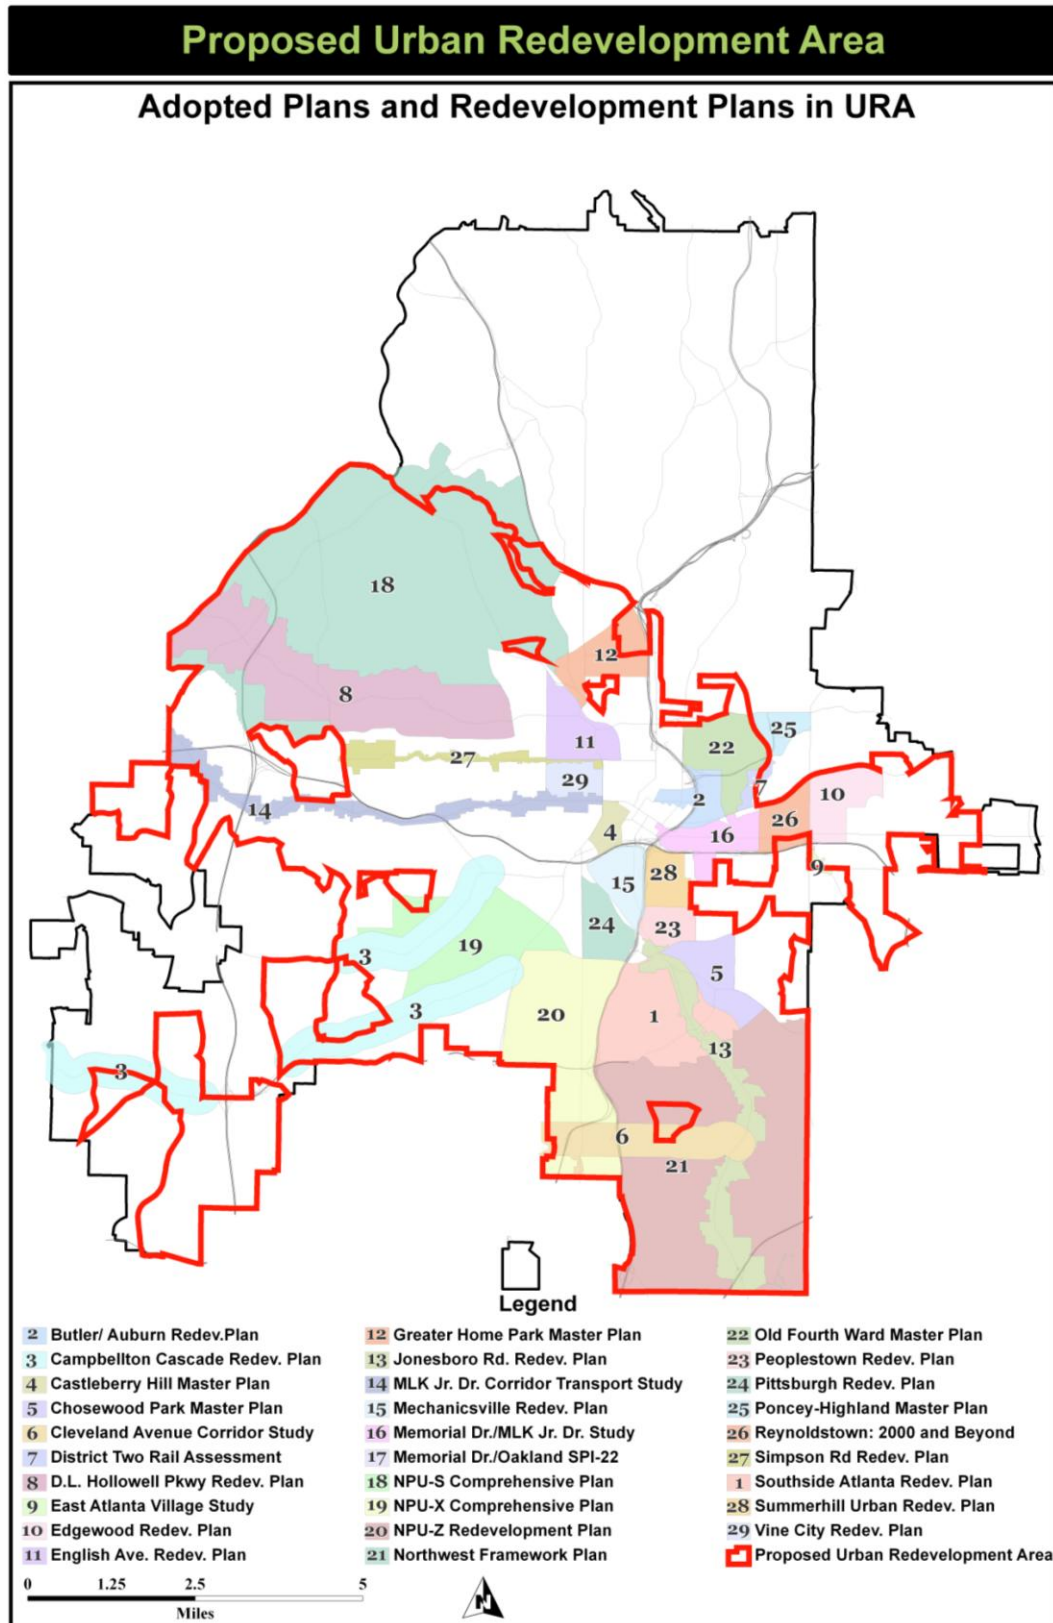 Proposed Urban Redevelopment Area
Adopted Plans and Redevelopment Plans in URA
18
12
8
11
22
25
27
29
7
14
2
10
4
16
26
9
15
28
24
23
3
19
5
3
20
1
13
3
6
21
Legend
2 Butler/ Auburn Redev.Plan
3 Campbellton Cascade Redev. Plan
4 Castleberry Hill Master Plan
5 Chosewood Park Master Plan
6 Cleveland Avenue Corridor Study
7 District Two Rail Assessment
8 D.L. Hollowell Pkwy Redev. Plan
9 East Atlanta Village Study
10 Edgewood Redev. Plan
11 English Ave. Redev. Plan
12 Greater Home Park Master Plan
13 Jonesboro Rd. Redev. Plan
14 MLK Jr. Dr. Corridor Transport Study
15 Mechanicsville Redev. Plan
16 Memorial Dr./MLK Jr. Dr. Study
17 Memorial Dr./Oakland SPI-22
18 NPU-S Comprehensive Plan
19 NPU-X Comprehensive Plan
20 NPU-Z Redevelopment Plan
21 Northwest Framework Plan
22 Old Fourth Ward Master Plan
23 Peoplestown Redev. Plan
24 Pittsburgh Redev. Plan
25 Poncey-Highland Master Plan
26 Reynoldstown: 2000 and Beyond
27 Simpson Rd Redev. Plan
1 Southside Atlanta Redev. Plan
28 Summerhill Urban Redev. Plan
29 Vine City Redev. Plan
Proposed Urban Redevelopment Area
0 1.25 2.5 5
Miles
N